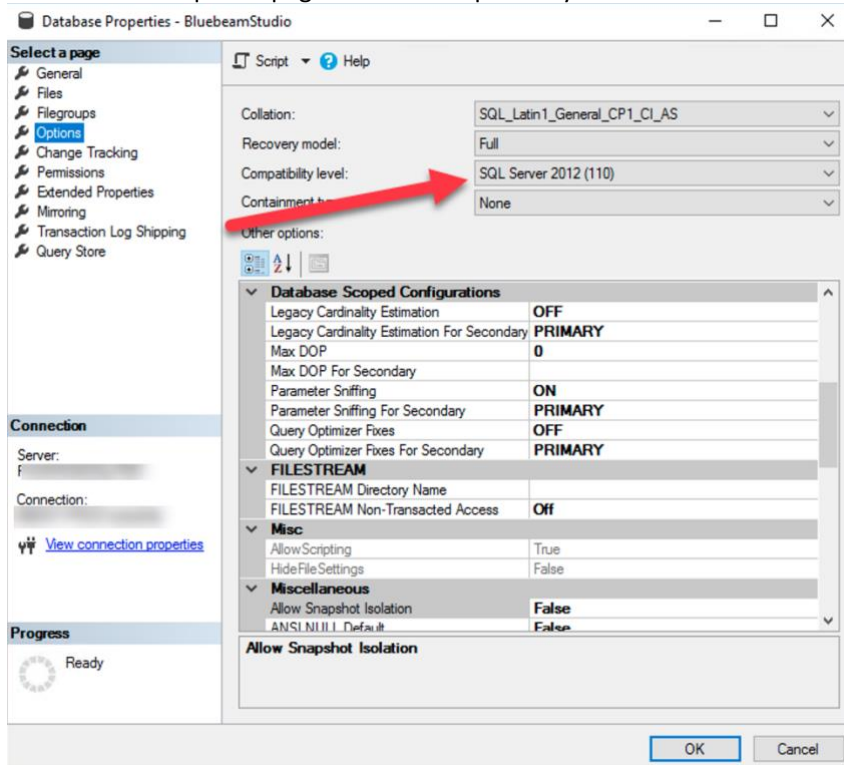 Database Properties - BluebeamStudio
Select a page
General
Files
Filegroups
Options
Change Tracking
Permissions
Extended Properties
Mirroring
Transaction Log Shipping
Query Store
Script Help
Collation: SQL_Latin1_General_CP1_CI_AS
Recovery model: Full
Compatibility level: SQL Server 2012 (110)
Containment None
Other options:
Database Scoped Configurations
Legacy Cardinality Estimation OFF
Legacy Cardinality Estimation For Secondary PRIMARY
Max DOP 0
Max DOP For Secondary
Parameter Sniffing ON
Parameter Sniffing For Secondary PRIMARY
Query Optimizer Fixes OFF
Query Optimizer Fixes For Secondary PRIMARY
FILESTREAM
FILESTREAM Directory Name
FILESTREAM Non-Transacted Access Off
Misc
AllowScripting True
HideFileSettings False
Miscellaneous
Allow Snapshot Isolation False
ANSI NULL Default False
Allow Snapshot Isolation
Connection
Server:
Connection:
View connection properties
Progress
Ready
OK Cancel